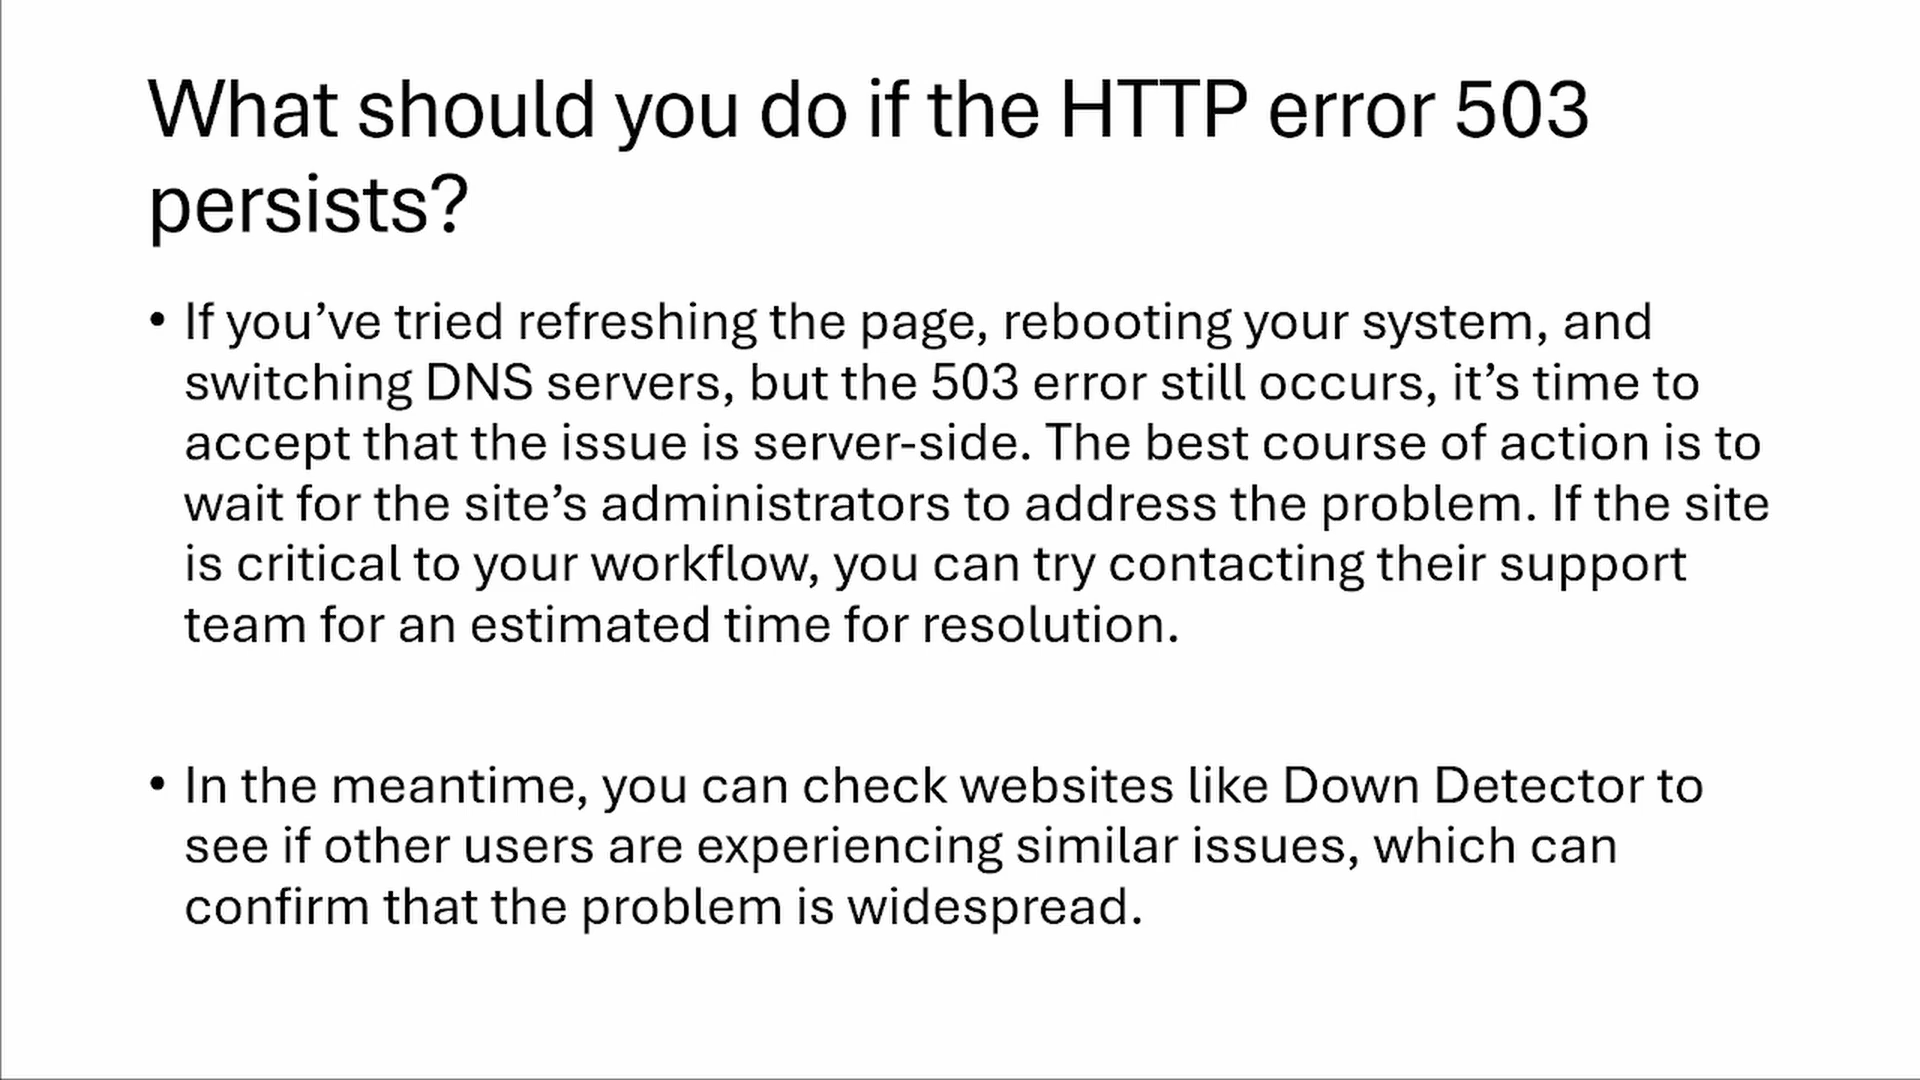 What should you do if the HTTP error 503
persists?
• If you’ve tried refreshing the page, rebooting your system, and
switching DNS servers, but the 503 error still occurs, it’s time to
accept that the issue is server-side. The best course of action is to
wait for the site’s administrators to address the problem. If the site
is critical to your workflow, you can try contacting their support
team for an estimated time for resolution.
• In the meantime, you can check websites like Down Detector to
see if other users are experiencing similar issues, which can
confirm that the problem is widespread.